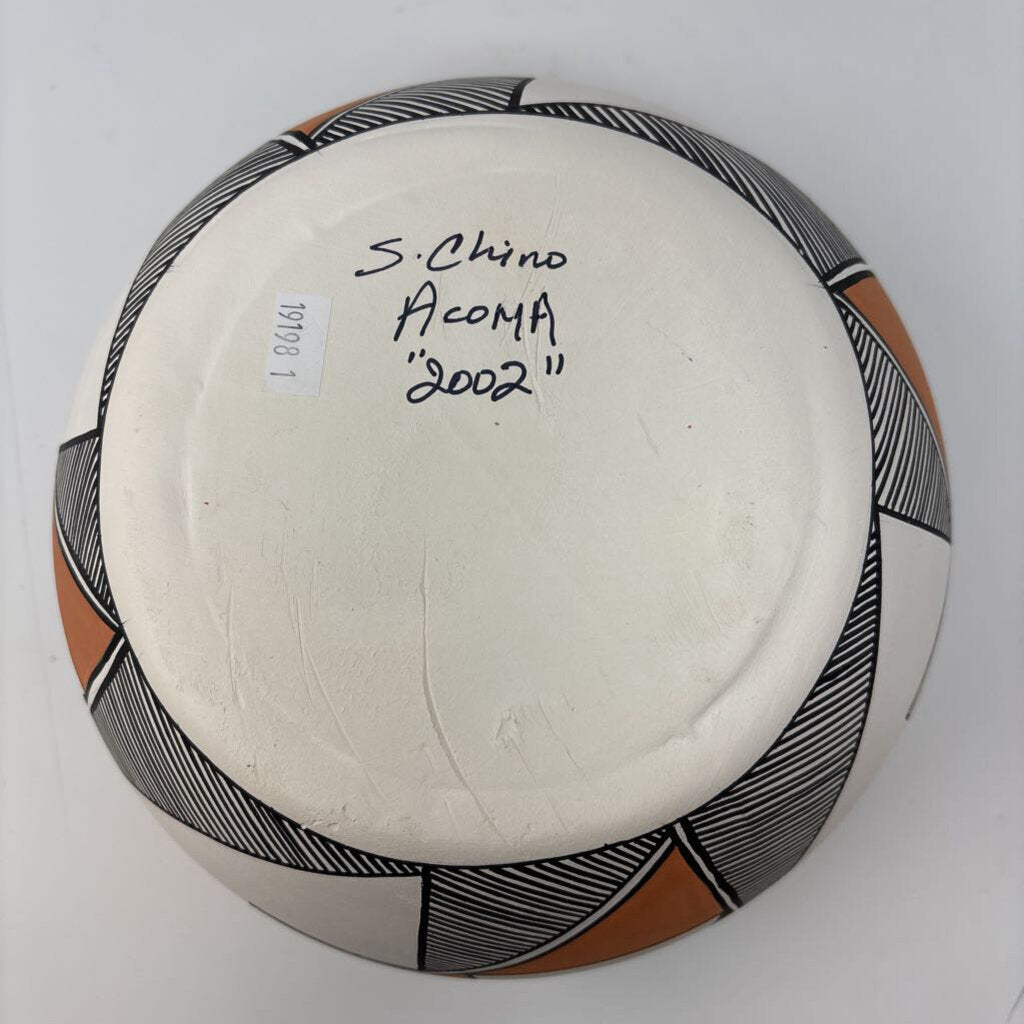 S. Chino
Acoma
"2002"
19198 1